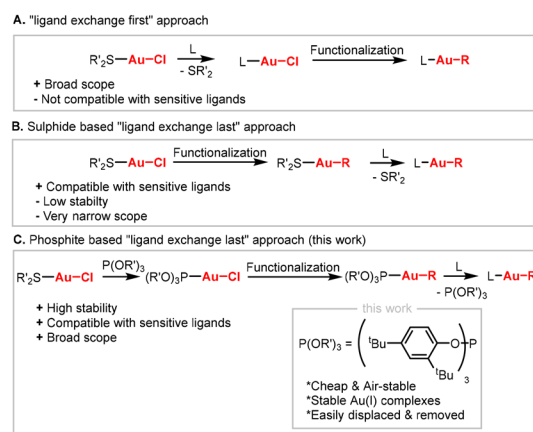 A. "ligand exchange first" approach
R'₂S—Au—Cl L - SR'₂ L—Au—Cl Functionalization L—Au—R
+ Broad scope
- Not compatible with sensitive ligands
B. Sulphide based "ligand exchange last" approach
R'₂S—Au—Cl Functionalization R'₂S—Au—R L - SR'₂ L—Au—R
+ Compatible with sensitive ligands
- Low stabilty
- Very narrow scope
C. Phosphite based "ligand exchange last" approach (this work)
R'₂S—Au—Cl P(OR')₃ (R'O)₃P—Au—Cl Functionalization (R'O)₃P—Au—R L - P(OR')₃ L—Au—R
+ High stability
+ Compatible with sensitive ligands
+ Broad scope
this work
P(OR')₃ = ( ᵗBu O P ᵗBu )₃
*Cheap & Air-stable
*Stable Au(I) complexes
*Easily displaced & removed